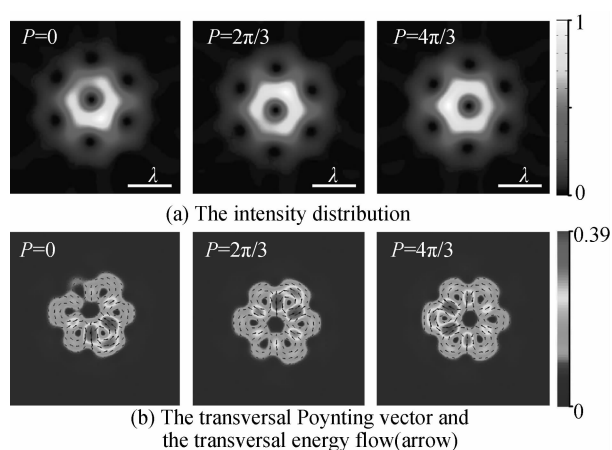 P=0 P=2π/3 P=4π/3 1
λ λ λ 0
(a) The intensity distribution
P=0 P=2π/3 P=4π/3 0.39
0
(b) The transversal Poynting vector and
the transversal energy flow(arrow)